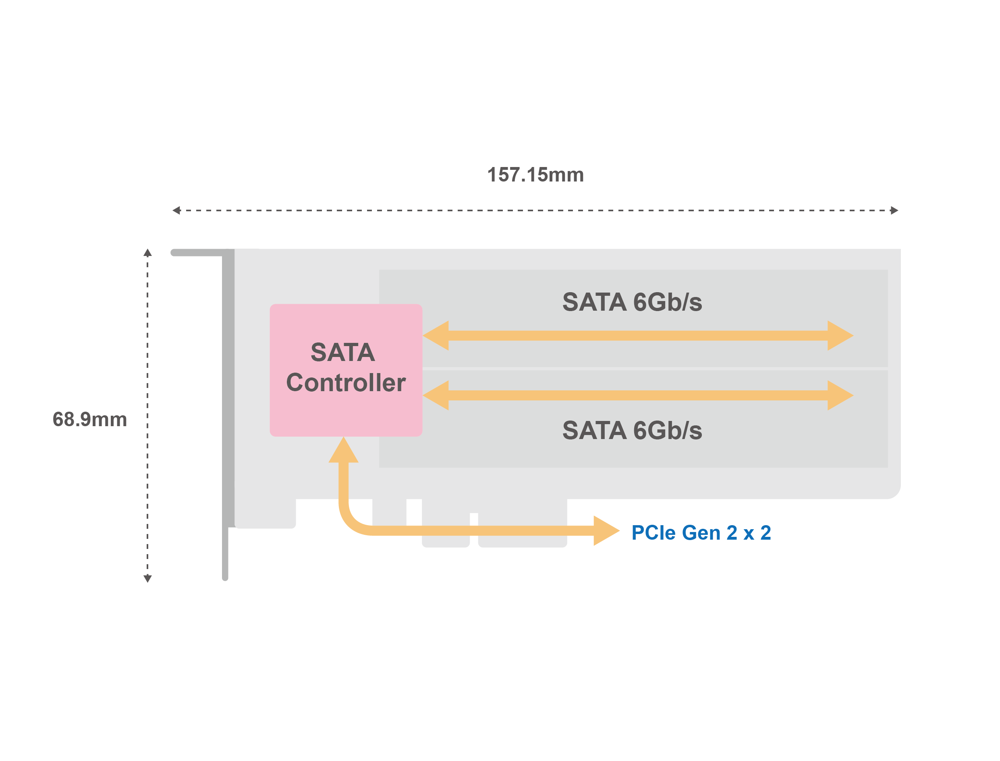 157.15mm
SATA 6Gb/s
SATA
Controller
68.9mm
SATA 6Gb/s
PCIe Gen 2 x 2